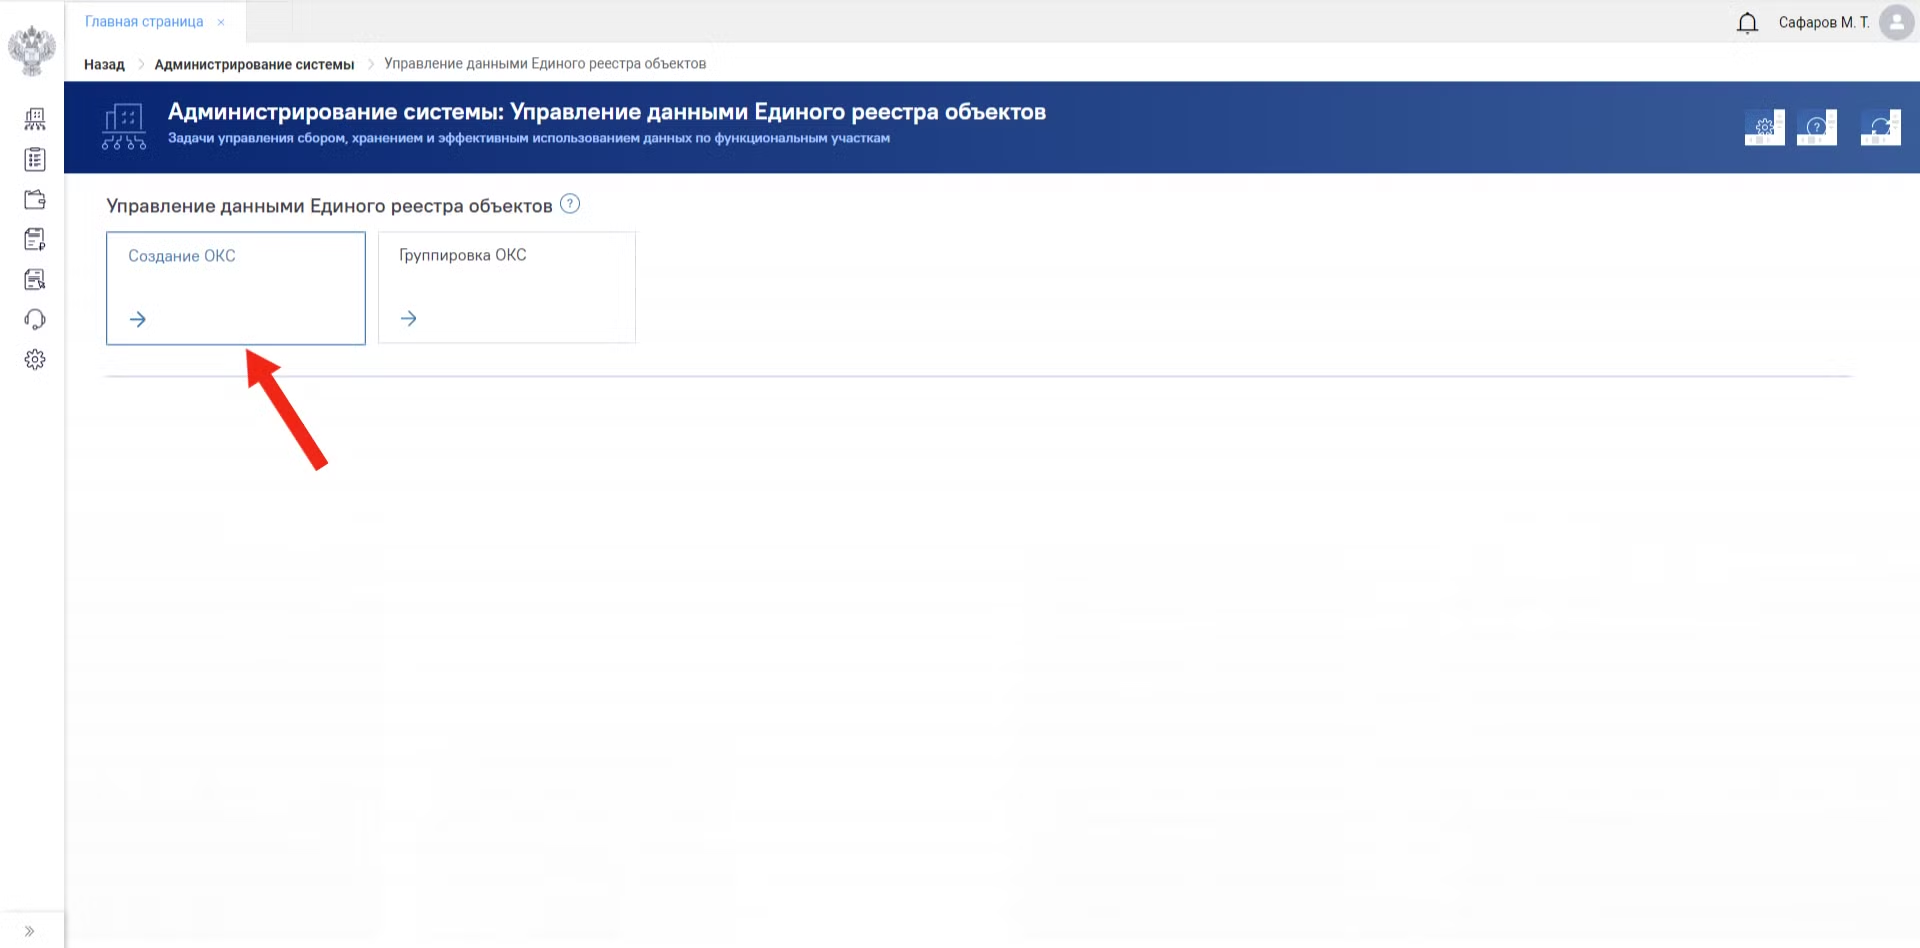 Главная страница ×
Сафаров М. Т.
Назад > Администрирование системы > Управление данными Единого реестра объектов
Администрирование системы: Управление данными Единого реестра объектов
Задачи управления сбором, хранением и эффективным использованием данных по функциональным участкам
Управление данными Единого реестра объектов ?
Создание ОКС
Группировка ОКС